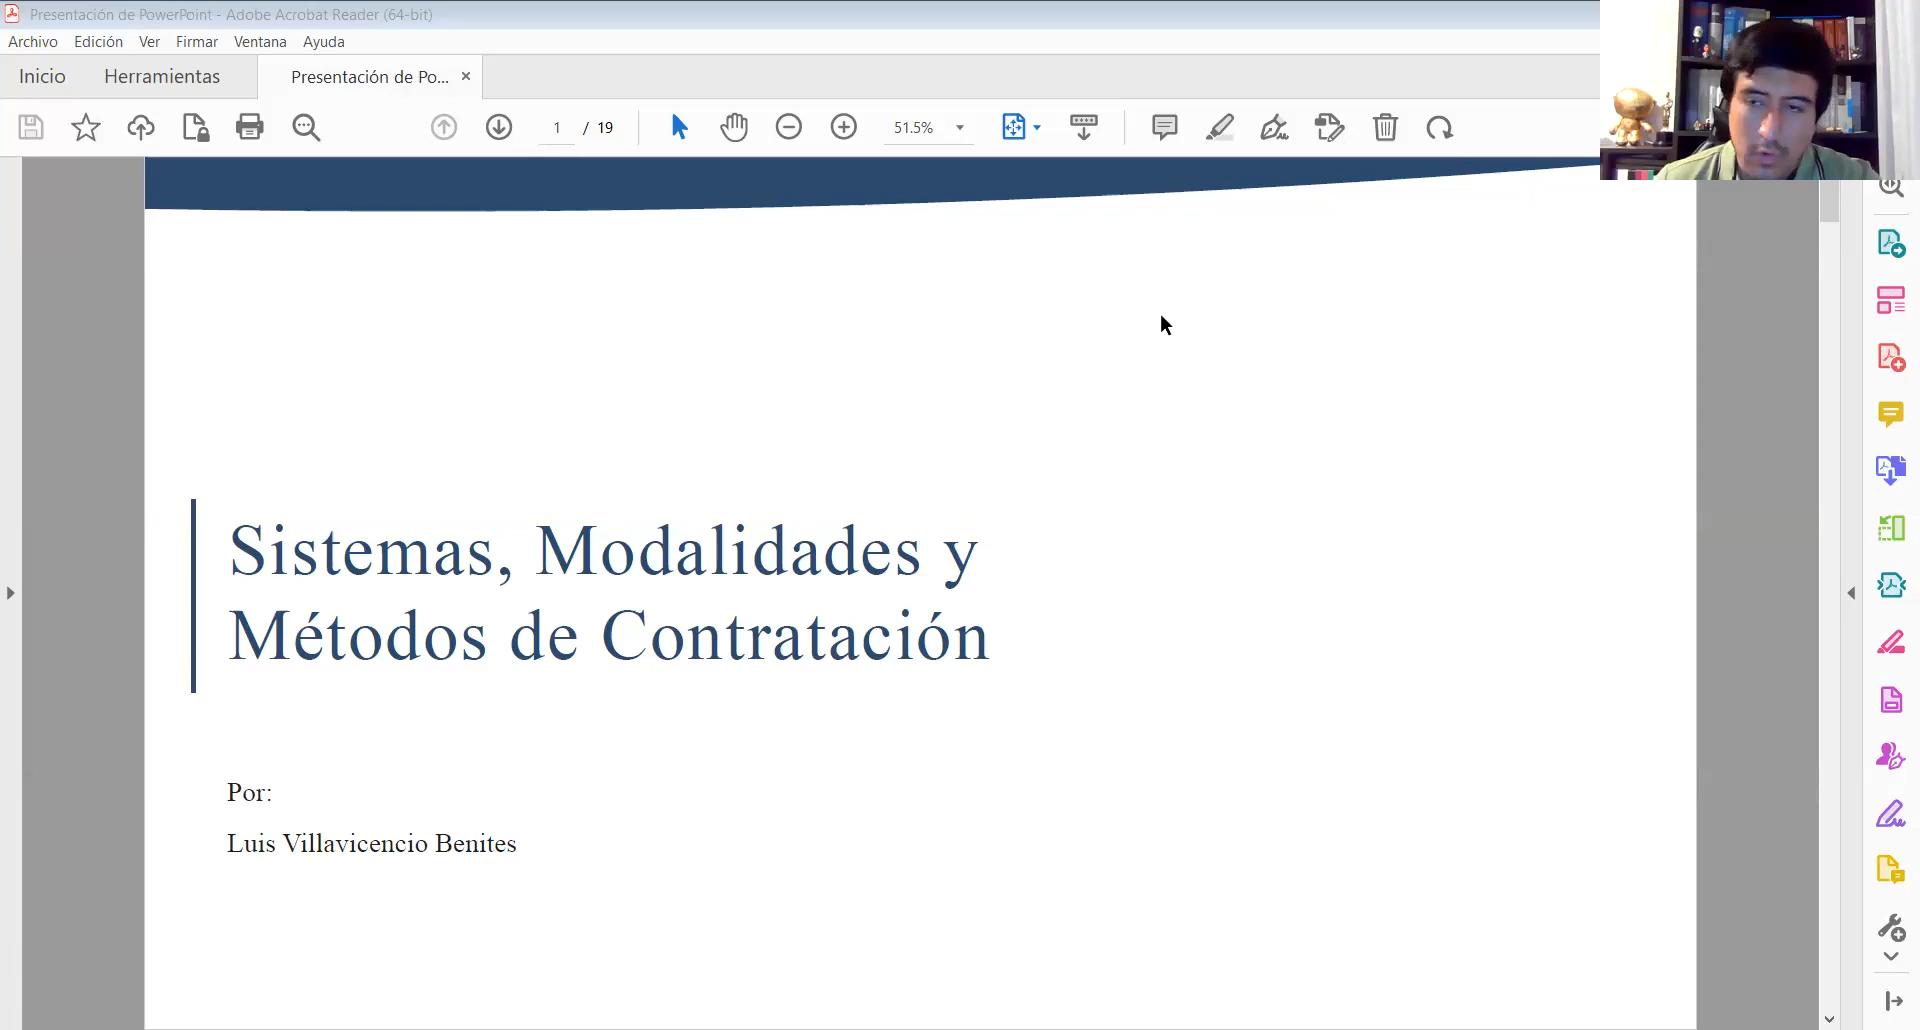 Presentación de PowerPoint - Adobe Acrobat Reader (64-bit)
Archivo Edición Ver Firmar Ventana Ayuda
Inicio Herramientas Presentación de Po... ×
1 / 19 51.5%
Sistemas, Modalidades y
Métodos de Contratación
Por:
Luis Villavicencio Benites